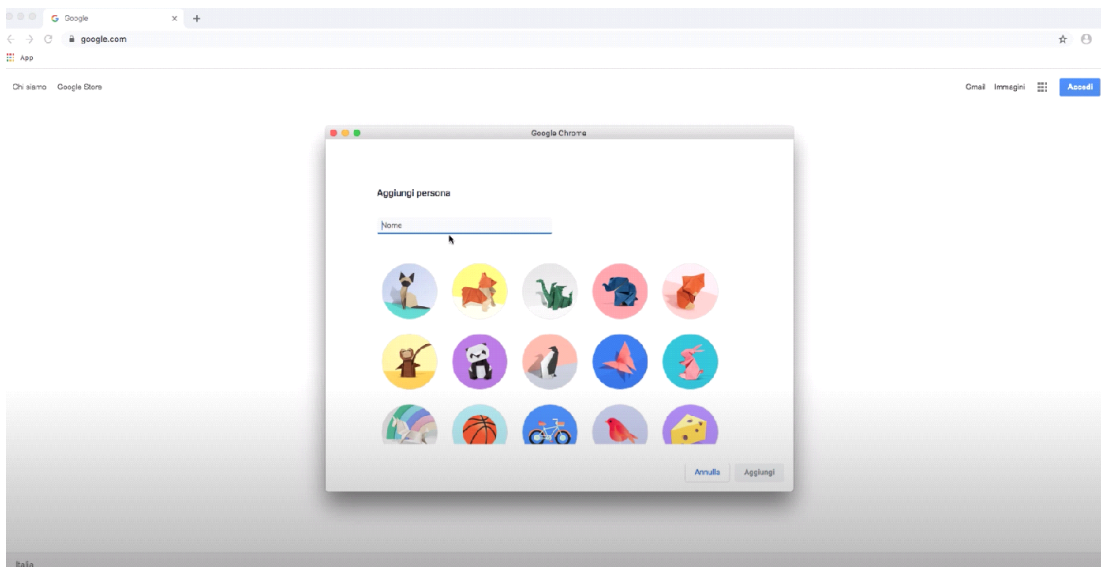 Google
google.com
App
Chi siamo Google Store
Gmail Immagini Accedi
Google Chrome
Aggiungi persona
Nome
Annulla Aggiungi
Italia